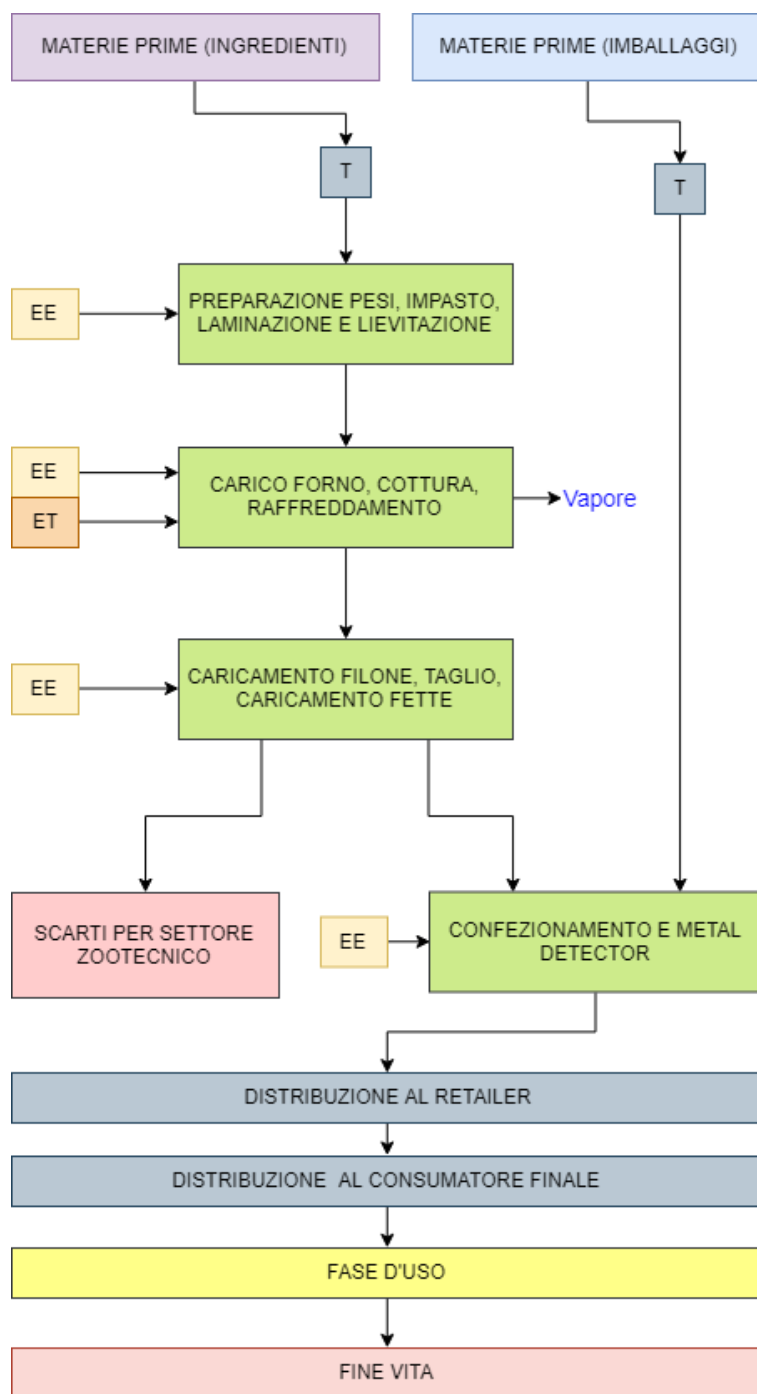 MATERIE PRIME (INGREDIENTI)
MATERIE PRIME (IMBALLAGGI)
T
T
EE
PREPARAZIONE PESI, IMPASTO,
LAMINAZIONE E LIEVITAZIONE
EE
ET
CARICO FORNO, COTTURA,
RAFFREDDAMENTO
Vapore
EE
CARICAMENTO FILONE, TAGLIO,
CARICAMENTO FETTE
SCARTI PER SETTORE
ZOOTECNICO
EE
CONFEZIONAMENTO E METAL
DETECTOR
DISTRIBUZIONE AL RETAILER
DISTRIBUZIONE  AL CONSUMATORE FINALE
FASE D'USO
FINE VITA